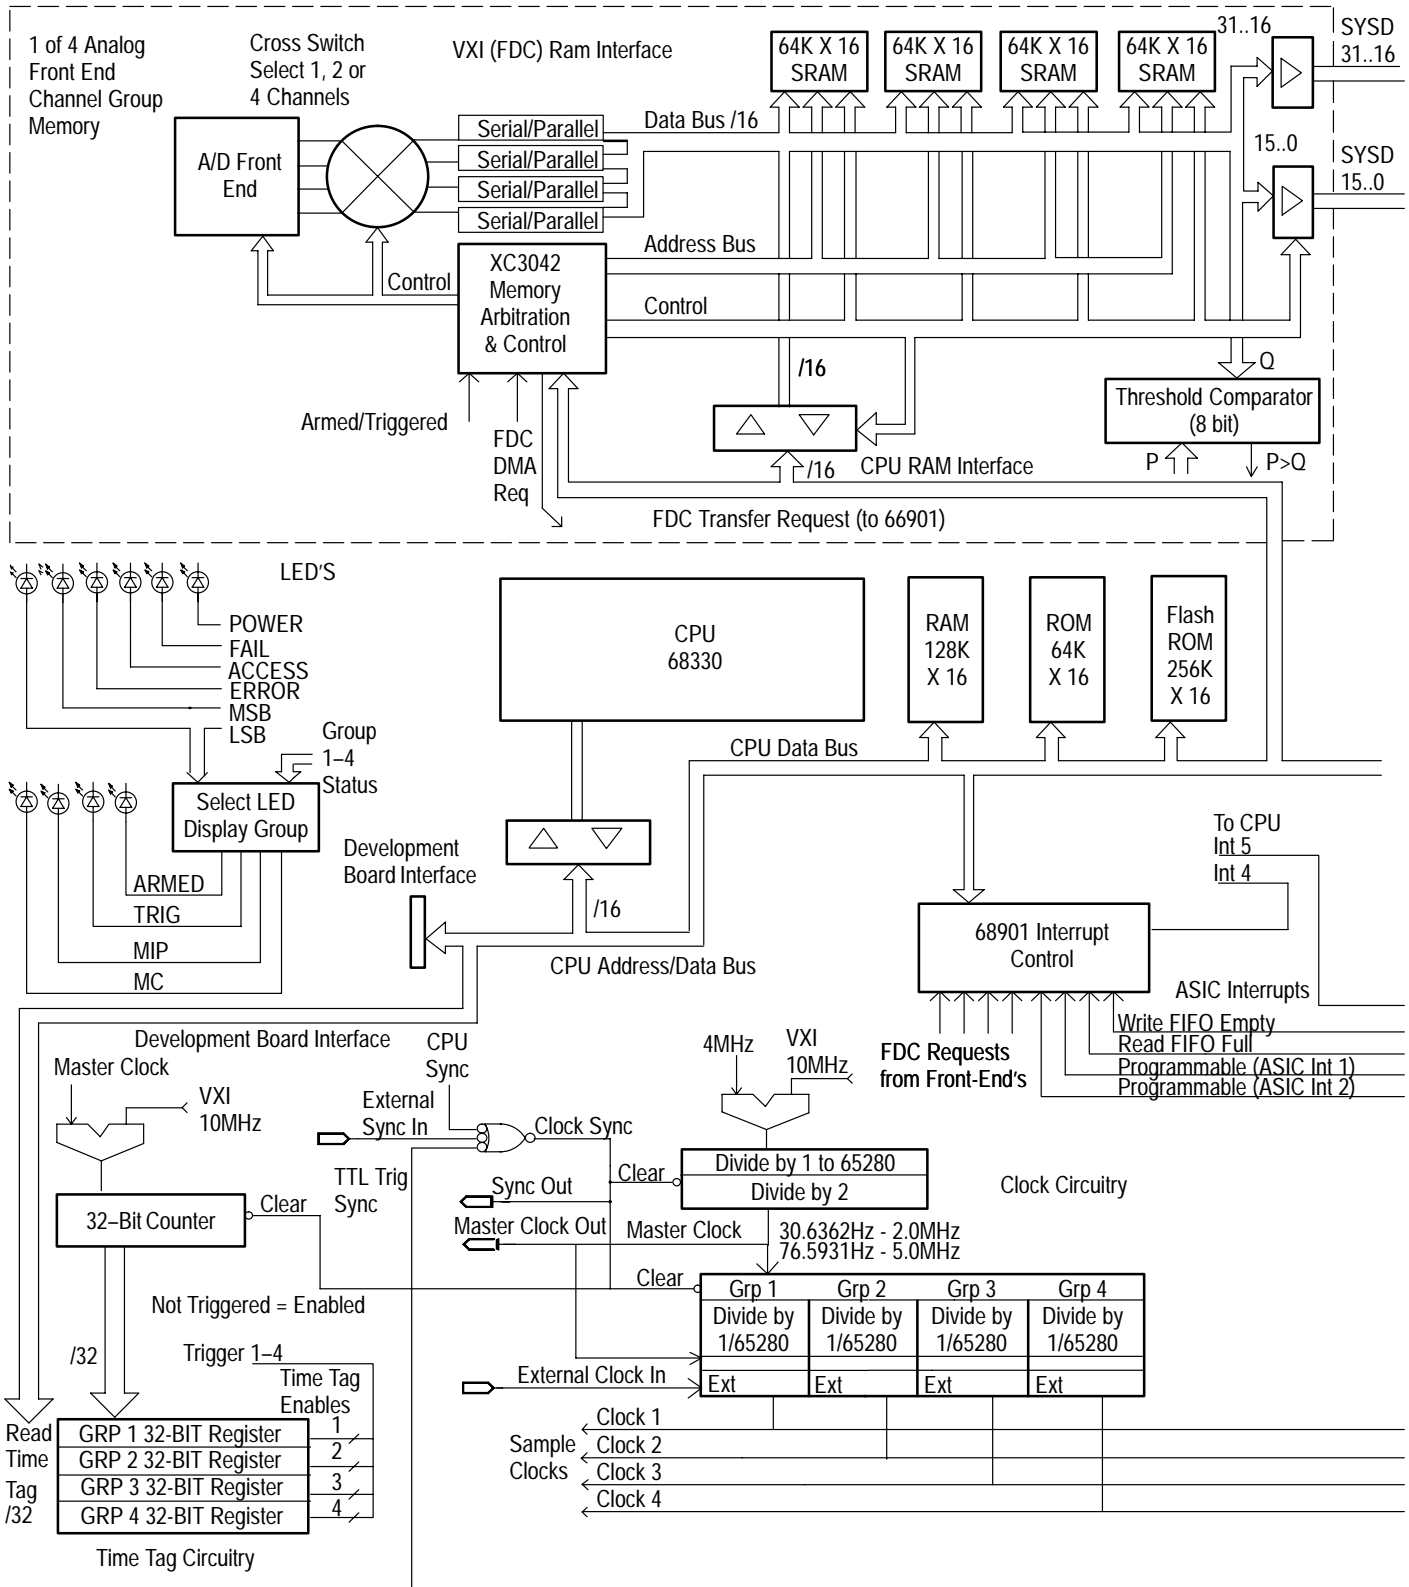 1 of 4 Analog
Front End
Channel Group
Memory
Cross Switch
Select 1, 2 or
4 Channels
VXI (FDC) Ram Interface
64K X 16
SRAM
64K X 16
SRAM
64K X 16
SRAM
64K X 16
SRAM
31..16
SYSD
31..16
A/D Front
End
Serial/Parallel
Serial/Parallel
Serial/Parallel
Serial/Parallel
Data Bus /16
15..0
SYSD
15..0
Address Bus
Control
XC3042
Memory
Arbitration
& Control
Control
/16
Q
Threshold Comparator
(8 bit)
P
P>Q
Armed/Triggered
FDC
DMA
Req
/16
CPU RAM Interface
FDC Transfer Request (to 66901)
LED'S
POWER
FAIL
ACCESS
ERROR
MSB
LSB
CPU
68330
RAM
128K
X 16
ROM
64K
X 16
Flash
ROM
256K
X 16
Group
1–4
Status
CPU Data Bus
Select LED
Display Group
ARMED
TRIG
MIP
MC
Development
Board Interface
/16
CPU Address/Data Bus
To CPU
Int 5
Int 4
68901 Interrupt
Control
ASIC Interrupts
Write FIFO Empty
Read FIFO Full
Programmable (ASIC Int 1)
Programmable (ASIC Int 2)
FDC Requests
from Front-End's
Development Board Interface
Master Clock
VXI
10MHz
CPU
Sync
External
Sync In
TTL Trig
Sync
Clock Sync
4MHz
VXI
10MHz
Clear
Divide by 1 to 65280
Divide by 2
Clock Circuitry
Sync Out
Master Clock Out
Master Clock
30.6362Hz - 2.0MHz
76.5931Hz - 5.0MHz
32–Bit Counter
Clear
Clear
Grp 1
Grp 2
Grp 3
Grp 4
Divide by
1/65280
Divide by
1/65280
Divide by
1/65280
Divide by
1/65280
Ext
Ext
Ext
Ext
External Clock In
Not Triggered = Enabled
/32
Trigger 1–4
Time Tag
Enables
Read
Time
Tag
/32
GRP 1 32-BIT Register
GRP 2 32-BIT Register
GRP 3 32-BIT Register
GRP 4 32-BIT Register
1
2
3
4
Time Tag Circuitry
Sample
Clocks
Clock 1
Clock 2
Clock 3
Clock 4